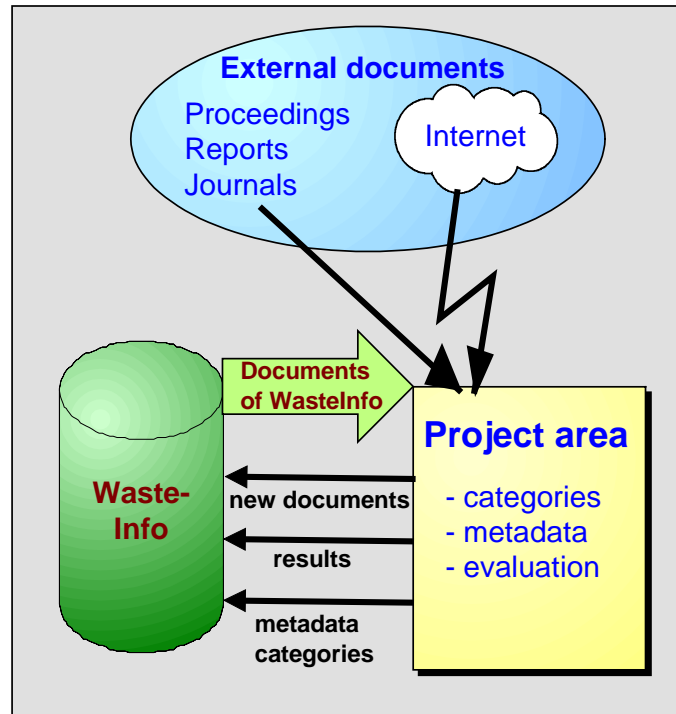 External documents
Proceedings
Reports
Journals
Internet
Documents
of WasteInfo
Waste-
Info
Project area
- categories
- metadata
- evaluation
new documents
results
metadata
categories